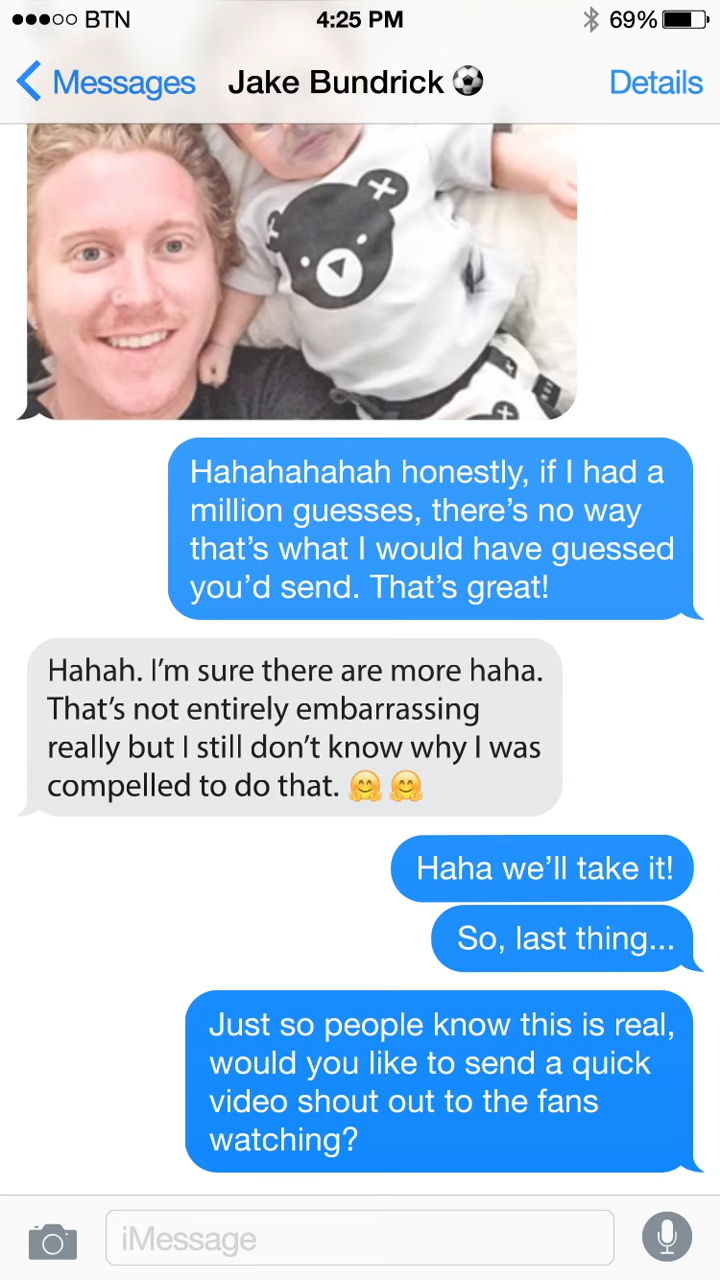 BTN 4:25 PM 69%
Messages Jake Bundrick ⚽ Details
Hahahahahah honestly, if I had a
million guesses, there’s no way
that’s what I would have guessed
you’d send. That’s great!
Hahah. I’m sure there are more haha.
That’s not entirely embarrassing
really but I still don’t know why I was
compelled to do that. 🤗 🤗
Haha we’ll take it!
So, last thing...
Just so people know this is real,
would you like to send a quick
video shout out to the fans
watching?
iMessage